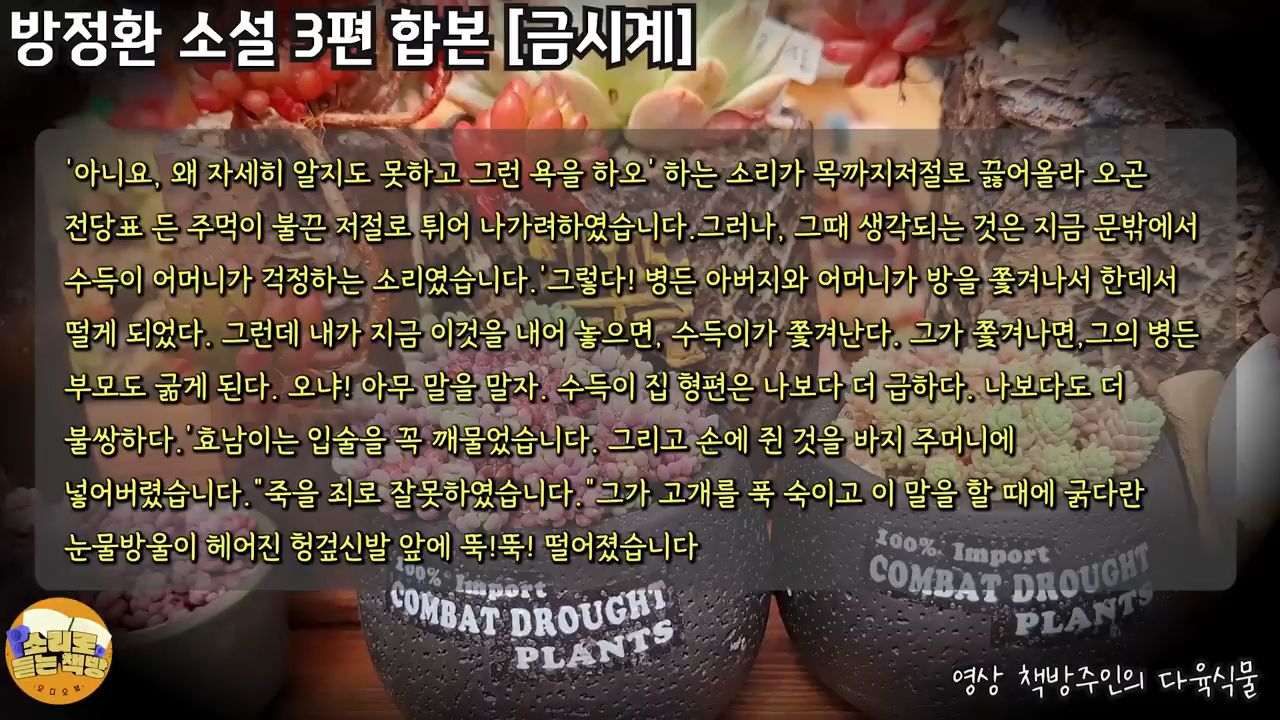 방정환 소설 3편 합본 [금시계]
'아니요, 왜 자세히 알지도 못하고 그런 욕을 하오' 하는 소리가 목까지저절로 끓어올라 오곤
전당표 든 주먹이 불끈 저절로 튀어 나가려하였습니다.그러나, 그때 생각되는 것은 지금 문밖에서
수득이 어머니가 걱정하는 소리였습니다.'그렇다! 병든 아버지와 어머니가 방을 쫓겨나서 한데서
떨게 되었다. 그런데 내가 지금 이것을 내어 놓으면, 수득이가 쫓겨난다. 그가 쫓겨나면,그의 병든
부모도 굶게 된다. 오냐! 아무 말을 말자. 수득이 집 형편은 나보다 더 급하다. 나보다도 더
불쌍하다.'효남이는 입술을 꼭 깨물었습니다. 그리고 손에 쥔 것을 바지 주머니에
넣어버렸습니다."죽을 죄로 잘못하였습니다."그가 고개를 푹 숙이고 이 말을 할 때에 굵다란
눈물방울이 헤어진 헝겊신발 앞에 뚝!뚝! 떨어졌습니다
100% Import
COMBAT DROUGHT
PLANTS
100% Import
COMBAT DROUGHT
PLANTS
소리로
듣는책방
·오디오북·
영상 책방주인의 다육식물